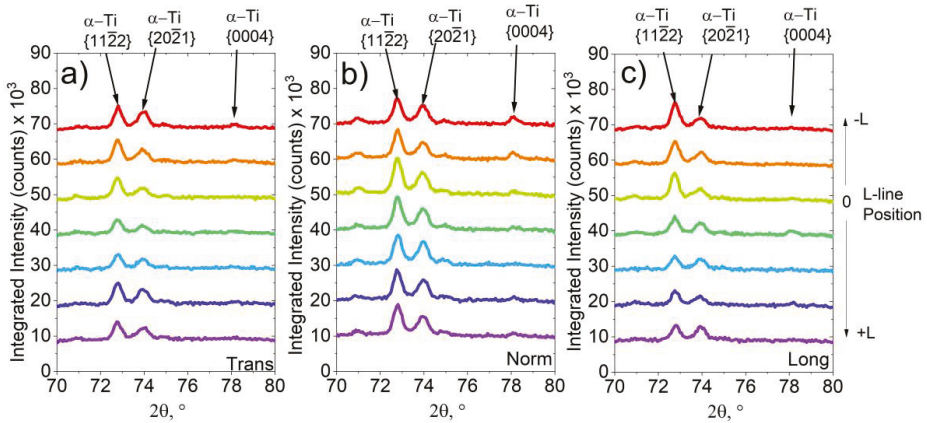 α−Ti
{112̄2}
α−Ti
{202̄1}
α−Ti
{0004}
α−Ti
{112̄2}
α−Ti
{202̄1}
α−Ti
{0004}
α−Ti
{112̄2}
α−Ti
{202̄1}
α−Ti
{0004}
Integrated Intensity (counts) x 10³
90
80
70
60
50
40
30
20
10
0
a)
Trans
70 72 74 76 78 80
2θ, °
Integrated Intensity (counts) x 10³
90
80
70
60
50
40
30
20
10
0
b)
Norm
70 72 74 76 78 80
2θ, °
Integrated Intensity (counts) x 10³
90
80
70
60
50
40
30
20
10
0
c)
Long
70 72 74 76 78 80
2θ, °
-L
0 L-line
Position
+L